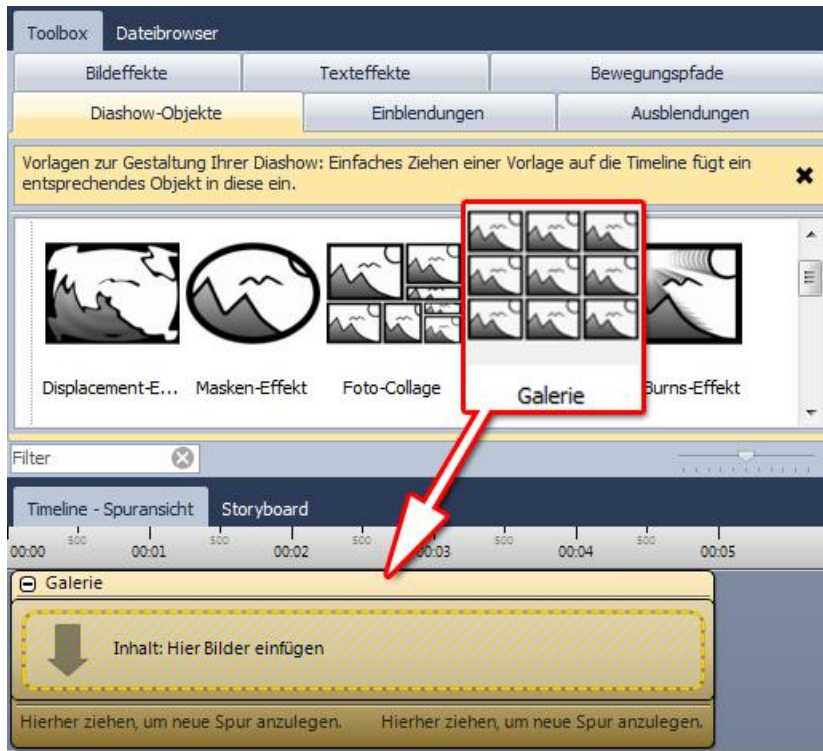 Toolbox Dateibrowser
Bildeffekte Texteffekte Bewegungspfade
Diashow-Objekte Einblendungen Ausblendungen
Vorlagen zur Gestaltung Ihrer Diashow: Einfaches Ziehen einer Vorlage auf die Timeline fügt ein
entsprechendes Objekt in diese ein.
Displacement-E... Masken-Effekt Foto-Collage Galerie Burns-Effekt
Filter
Timeline - Spuransicht Storyboard
00:00 500 00:01 500 00:02 500 00:03 500 00:04 500 00:05
Galerie
Inhalt: Hier Bilder einfügen
Hierher ziehen, um neue Spur anzulegen. Hierher ziehen, um neue Spur anzulegen.